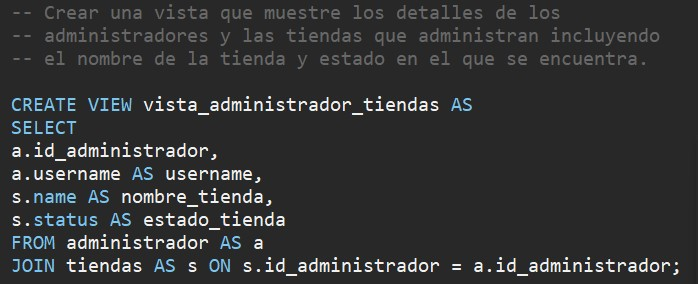 -- Crear una vista que muestre los detalles de los
-- administradores y las tiendas que administran incluyendo
-- el nombre de la tienda y estado en el que se encuentra.
CREATE VIEW vista_administrador_tiendas AS
SELECT
a.id_administrador,
a.username AS username,
s.name AS nombre_tienda,
s.status AS estado_tienda
FROM administrador AS a
JOIN tiendas AS s ON s.id_administrador = a.id_administrador;